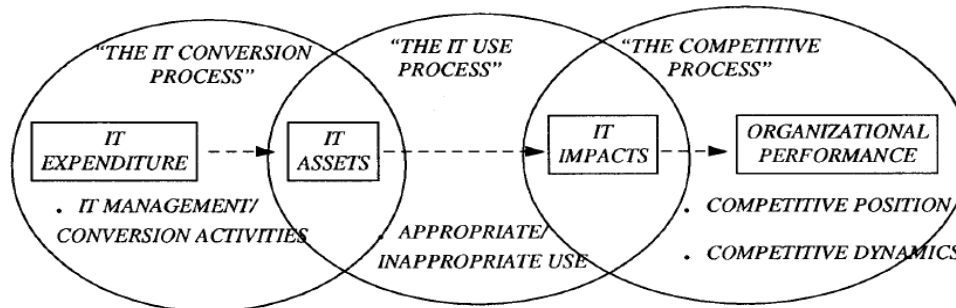 “THE IT CONVERSION
PROCESS”
“THE IT USE
PROCESS”
“THE COMPETITIVE
PROCESS”
IT
EXPENDITURE
IT
ASSETS
IT
IMPACTS
ORGANIZATIONAL
PERFORMANCE
. IT MANAGEMENT/
CONVERSION ACTIVITIES
. APPROPRIATE/
INAPPROPRIATE USE
. COMPETITIVE POSITION/
. COMPETITIVE DYNAMICS